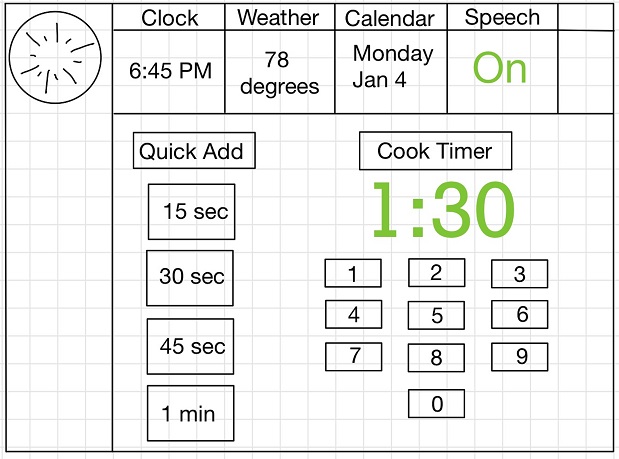 Clock Weather Calendar Speech
6:45 PM 78 degrees Monday Jan 4 On
Quick Add Cook Timer
15 sec 1:30
30 sec 1 2 3
4 5 6
45 sec 7 8 9
1 min 0